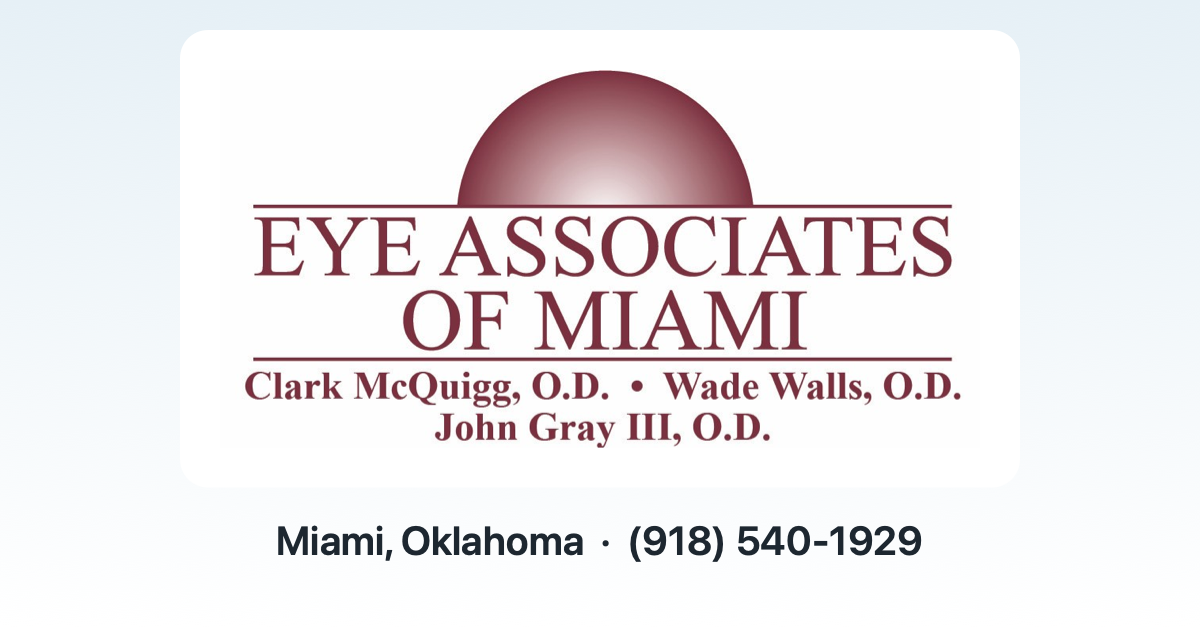 EYE ASSOCIATES
OF MIAMI
Clark McQuigg, O.D. • Wade Walls, O.D.
John Gray III, O.D.
Miami, Oklahoma · (918) 540-1929